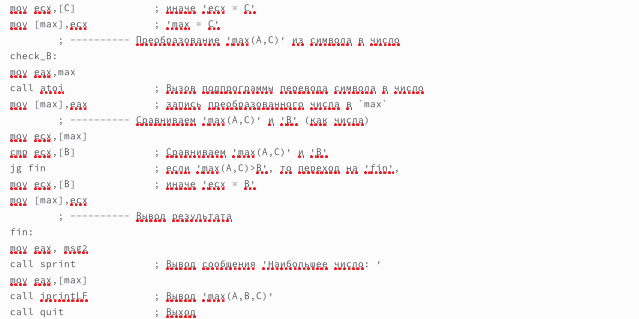 mov ecx,[C] ; иначе 'ecx = C'
mov [max],ecx ; 'max = C'
; ---------- Преобразование 'max(A,C)' из символа в число
check_B:
mov eax,max
call atoi ; Вызов подпрограммы перевода символа в число
mov [max],eax ; запись преобразованного числа в `max`
; ---------- Сравниваем 'max(A,C)' и 'B' (как числа)
mov ecx,[max]
cmp ecx,[B] ; Сравниваем 'max(A,C)' и 'B'
jg fin ; если 'max(A,C)>B', то переход на 'fin',
mov ecx,[B] ; иначе 'ecx = B'
mov [max],ecx
; ---------- Вывод результата
fin:
mov eax, msg2
call sprint ; Вывод сообщения 'Наибольшее число: '
mov eax,[max]
call iprintLF ; Вывод 'max(A,B,C)'
call quit ; Выход